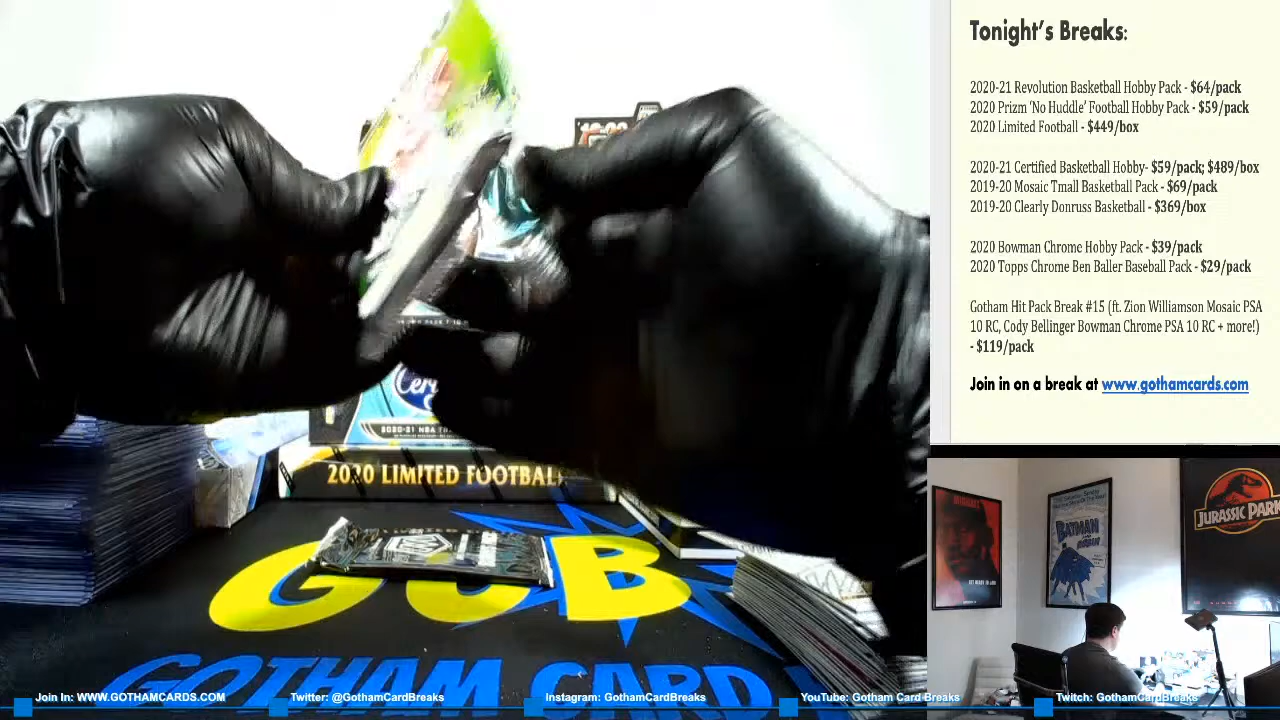 Tonight's Breaks:
2020-21 Revolution Basketball Hobby Pack - $64/pack
2020 Prizm 'No Huddle' Football Hobby Pack - $59/pack
2020 Limited Football - $449/box
2020-21 Certified Basketball Hobby- $59/pack; $489/box
2019-20 Mosaic Tmall Basketball Pack - $69/pack
2019-20 Clearly Donruss Basketball - $369/box
2020 Bowman Chrome Hobby Pack - $39/pack
2020 Topps Chrome Ben Baller Baseball Pack - $29/pack
Gotham Hit Pack Break #15 (ft. Zion Williamson Mosaic PSA
10 RC, Cody Bellinger Bowman Chrome PSA 10 RC + more!)
- $119/pack
Join in on a break at www.gothamcards.com
Cer
2020-21 NBA
2020 LIMITED FOOTBALL
G B
GOTHAM CARD
BATMAN
JURASSIC PARK
Join In: WWW.GOTHAMCARDS.COM
Twitter: @GothamCardBreaks
Instagram: GothamCardBreaks
YouTube: Gotham Card Breaks
Twitch: GothamCardBreaks